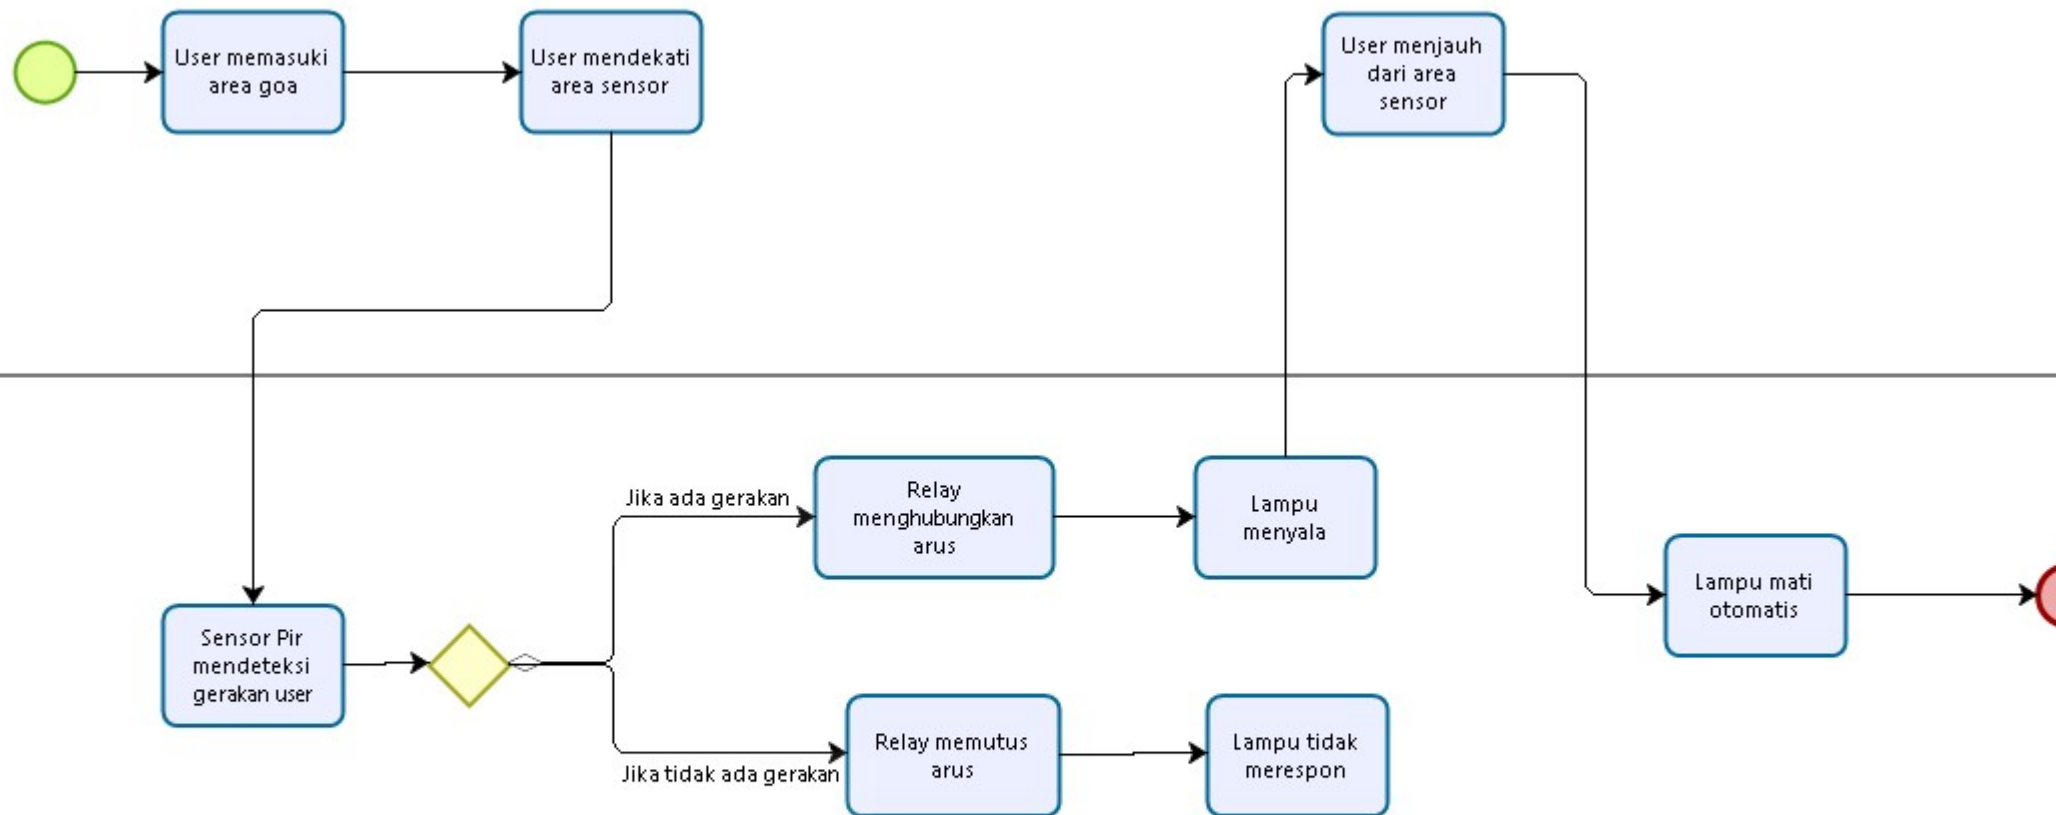 User memasuki
area goa
User mendekati
area sensor
User menjauh
dari area
sensor
Jika ada gerakan
Relay
menghubungkan
arus
Lampu
menyala
Lampu mati
otomatis
Sensor Pir
mendeteksi
gerakan user
Jika tidak ada gerakan
Relay memutus
arus
Lampu tidak
merespon